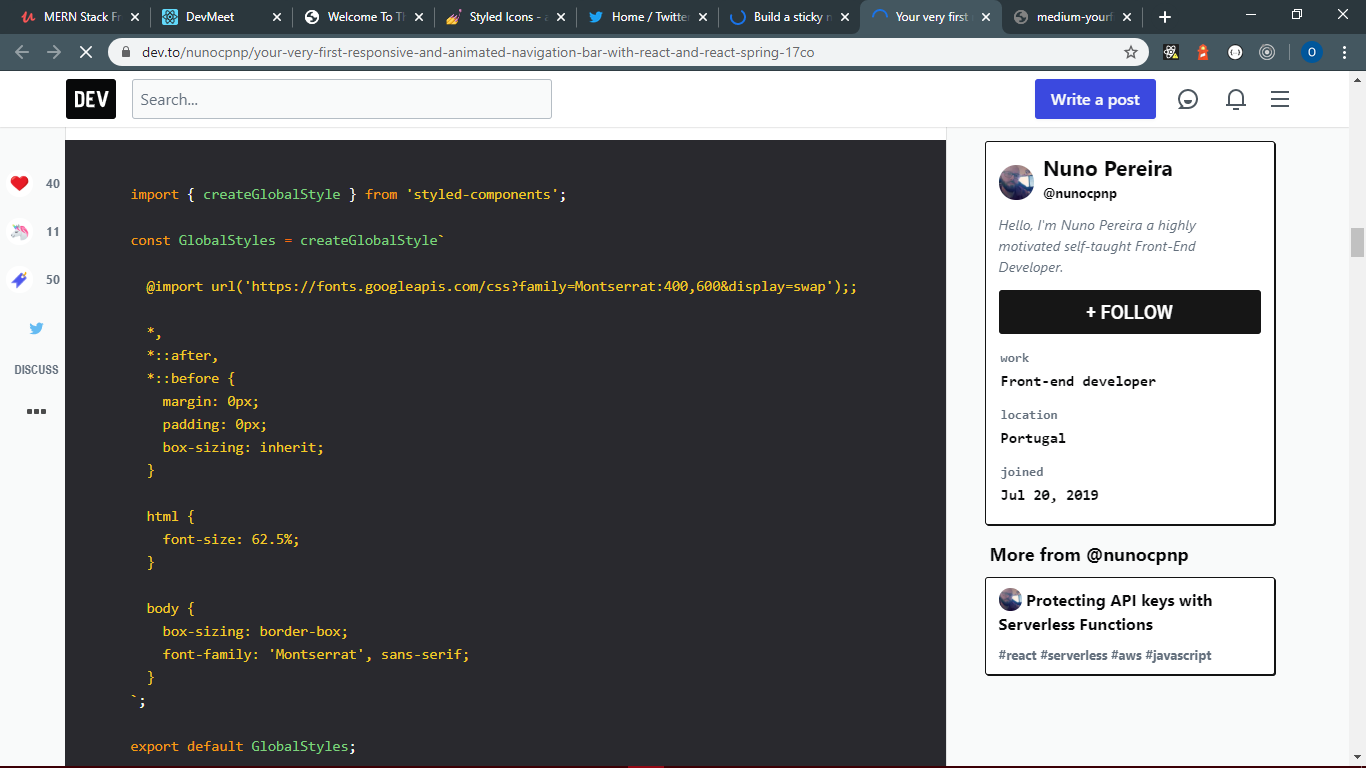 MERN Stack Fr
DevMeet
Welcome To Th
Styled Icons - a
Home / Twitter
Build a sticky n
Your very first
medium-yourf
dev.to/nunocpnp/your-very-first-responsive-and-animated-navigation-bar-with-react-and-react-spring-17co
O
DEV
Search...
Write a post
40
11
50
DISCUSS
import { createGlobalStyle } from 'styled-components';
const GlobalStyles = createGlobalStyle`
@import url('https://fonts.googleapis.com/css?family=Montserrat:400,600&display=swap');;
*,
*::after,
*::before {
margin: 0px;
padding: 0px;
box-sizing: inherit;
}
html {
font-size: 62.5%;
}
body {
box-sizing: border-box;
font-family: 'Montserrat', sans-serif;
}
`;
export default GlobalStyles;
Nuno Pereira
@nunocpnp
Hello, I'm Nuno Pereira a highly
motivated self-taught Front-End
Developer.
+ FOLLOW
work
Front-end developer
location
Portugal
joined
Jul 20, 2019
More from @nunocpnp
Protecting API keys with
Serverless Functions
#react #serverless #aws #javascript